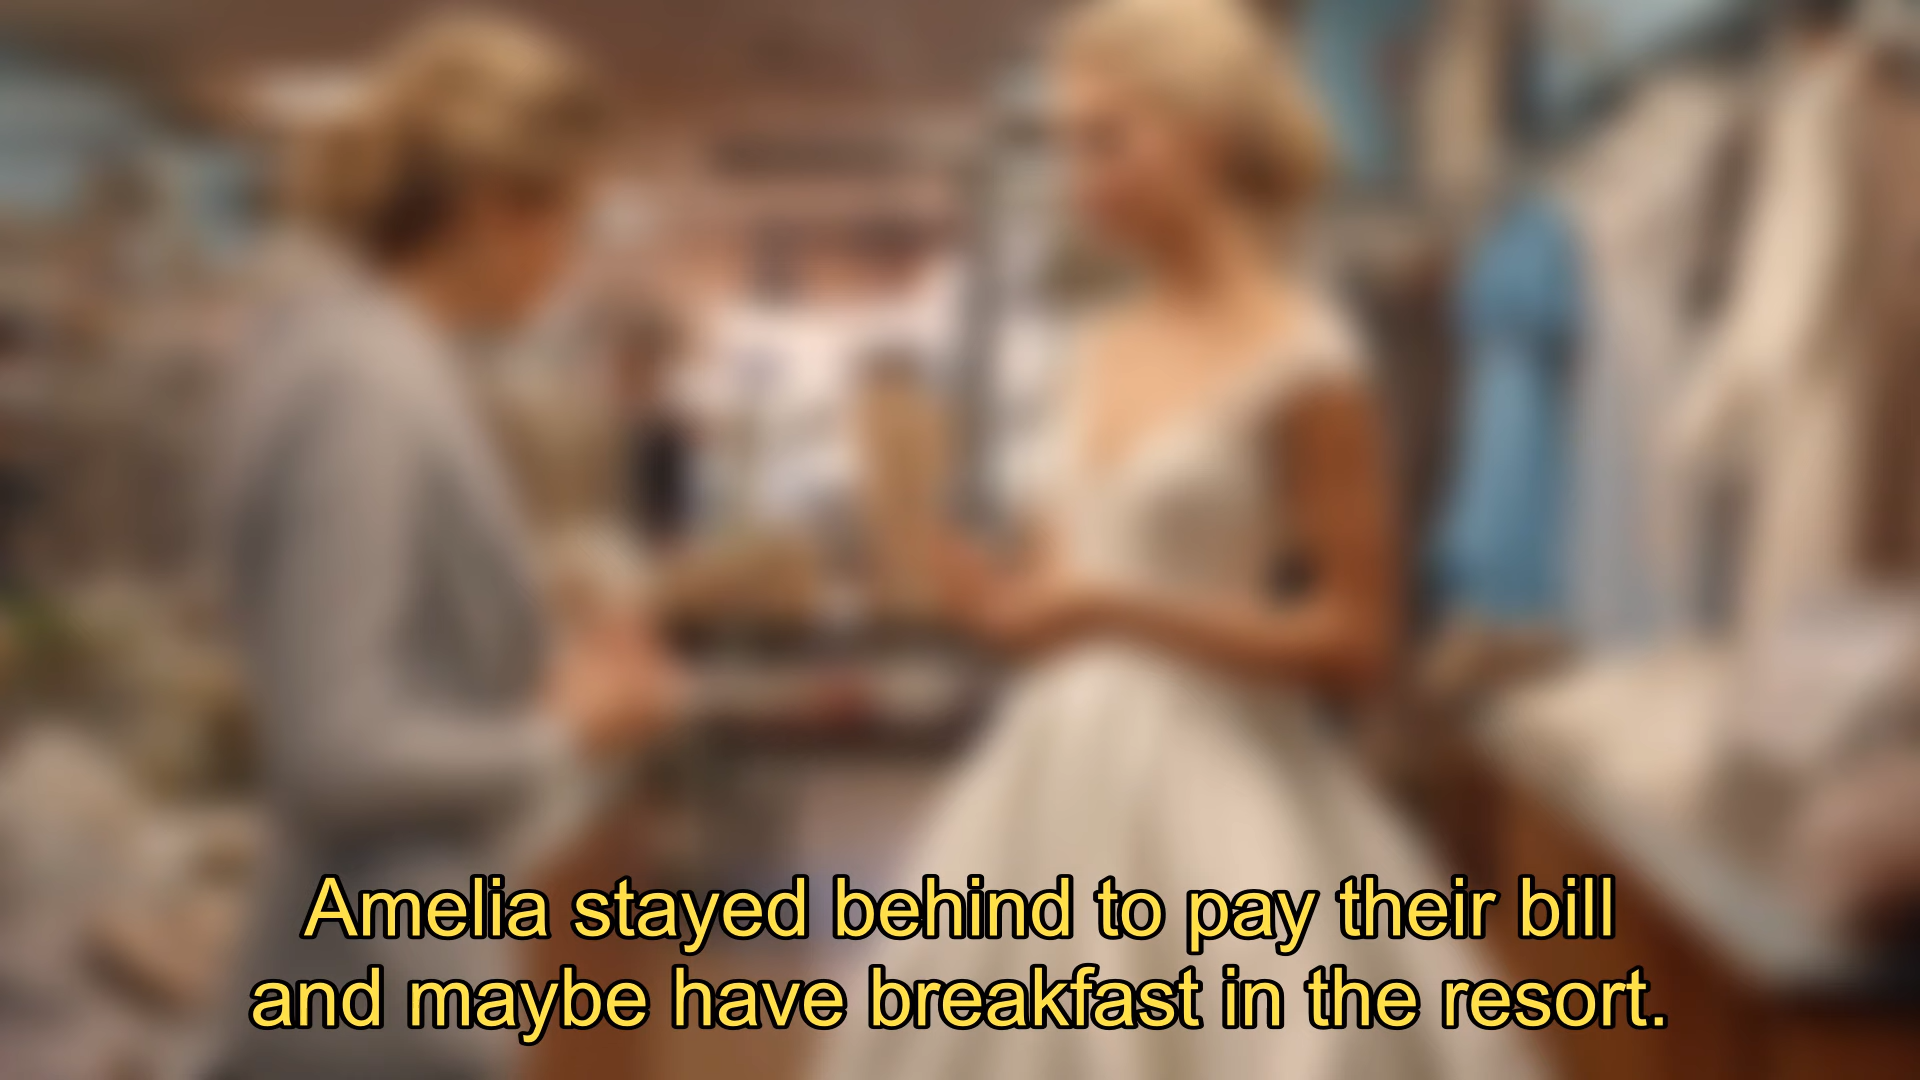 Amelia stayed behind to pay their bill
and maybe have breakfast in the resort.